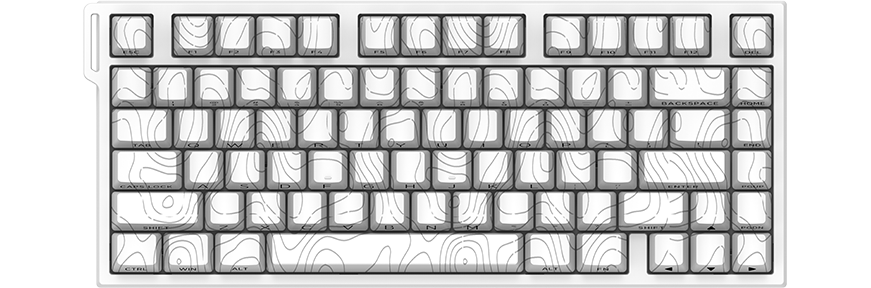 ESC F1 F2 F3 F4 F5 F6 F7 F8 F9 F10 F11 F12 DEL
BACKSPACE HOME
TAB Q W E R T Y U I O P END
CAPS LOCK A S D F G H J K L ENTER PGUP
SHIFT Z X C V B N M SHIFT ▲ PGDN
CTRL WIN ALT ALT FN ◄ ▼ ►